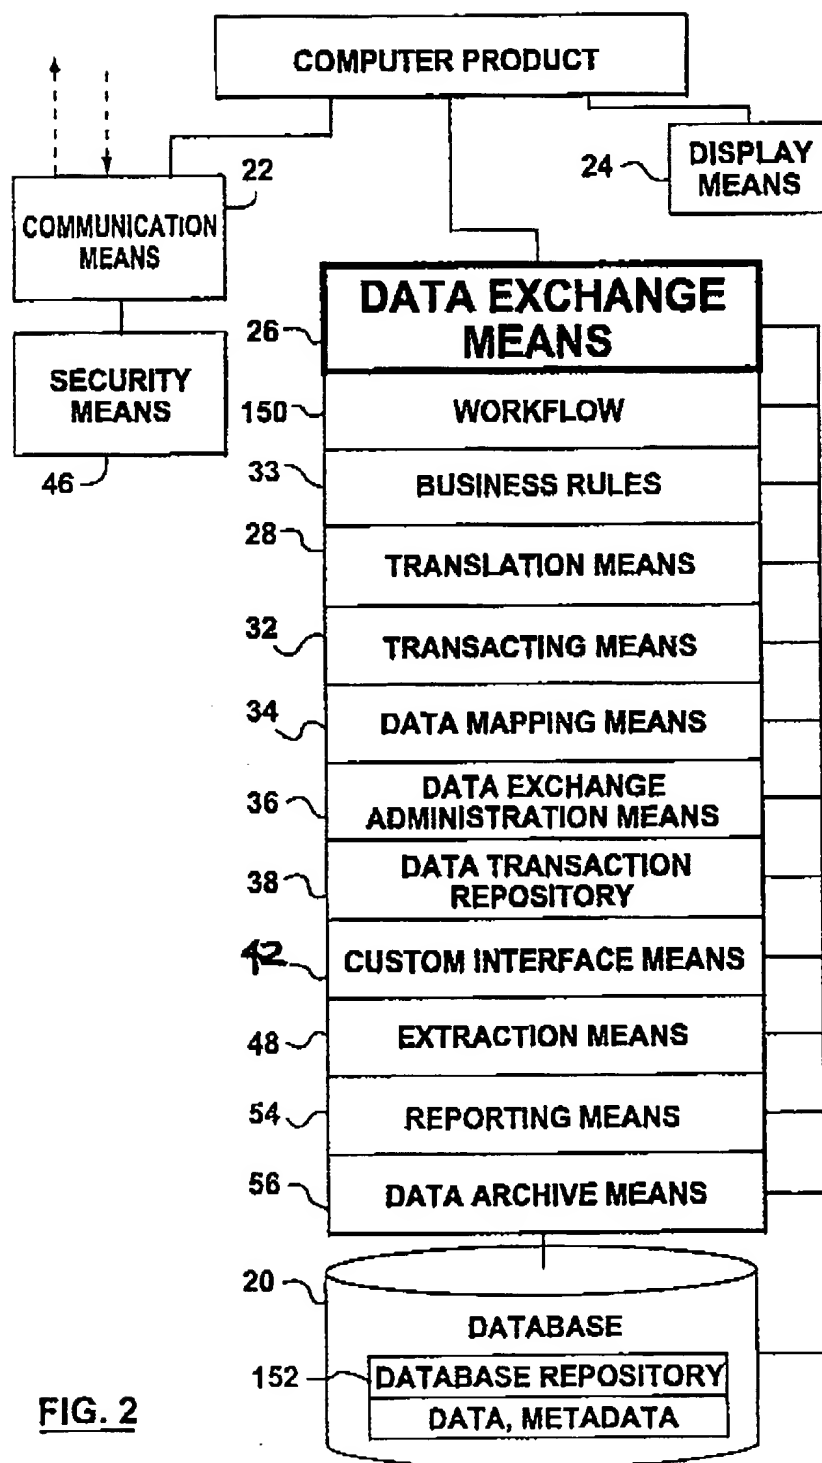 COMPUTER PRODUCT
22
24
DISPLAY
MEANS
COMMUNICATION
MEANS
26
DATA EXCHANGE
MEANS
SECURITY
MEANS
46
150
WORKFLOW
33
BUSINESS RULES
28
TRANSLATION MEANS
32
TRANSACTING MEANS
34
DATA MAPPING MEANS
36
DATA EXCHANGE
ADMINISTRATION MEANS
38
DATA TRANSACTION
REPOSITORY
42
CUSTOM INTERFACE MEANS
48
EXTRACTION MEANS
54
REPORTING MEANS
56
DATA ARCHIVE MEANS
20
DATABASE
152
DATABASE REPOSITORY
DATA, METADATA
FIG. 2